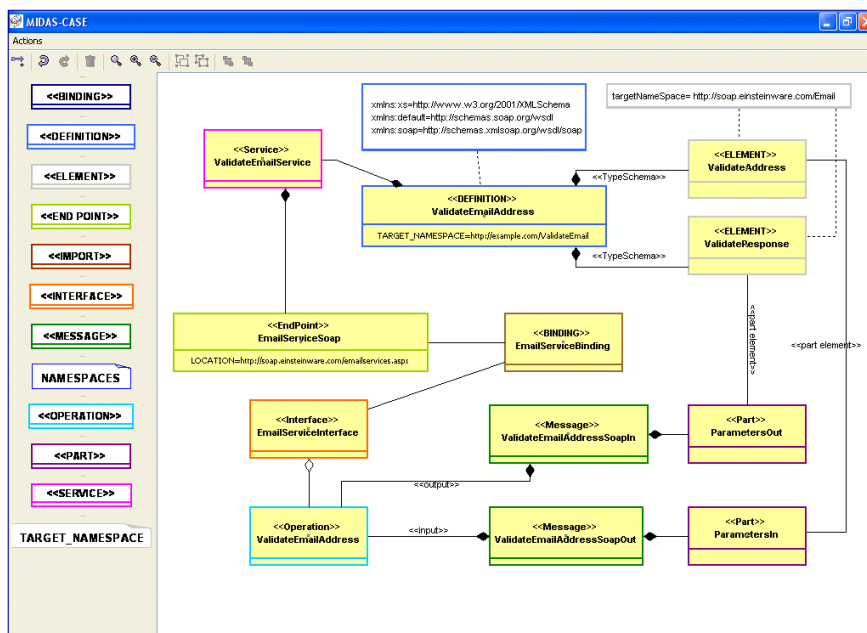 MIDAS-CASE
Actions
<<BINDING>>
<<DEFINITION>>
<<ELEMENT>>
<<END POINT>>
<<IMPORT>>
<<INTERFACE>>
<<MESSAGE>>
NAMESPACES
<<OPERATION>>
<<PART>>
<<SERVICE>>
TARGET_NAMESPACE
xmlns:xs=http://www.w3.org/2001/XMLSchema
xmlns:default=http://schemas.soap.org/wsdl
xmlns:soap=http://schemas.xmlsoap.org/wsdl/soap
targetNameSpace= http://soap.einsteinware.com/Email
<<Service>>
ValidateEmailService
<<DEFINITION>>
ValidateEmailAddress
TARGET_NAMESPACE=http://example.com/ValidateEmail
<<TypeSchema>>
<<ELEMENT>>
ValidateAddress
<<TypeSchema>>
<<ELEMENT>>
ValidateResponse
<<EndPoint>>
EmailServiceSoap
LOCATION=http://soap.einsteinware.com/emailservices.aspx
<<BINDING>>
EmailServiceBinding
<<part element>>
<<part element>>
<<Interface>>
EmailServiceInterface
<<Message>>
ValidateEmailAddressSoapIn
<<Part>>
ParametersOut
<<output>>
<<Operation>>
ValidateEmailAddress
<<input>>
<<Message>>
ValidateEmailAddressSoapOut
<<Part>>
ParametersIn